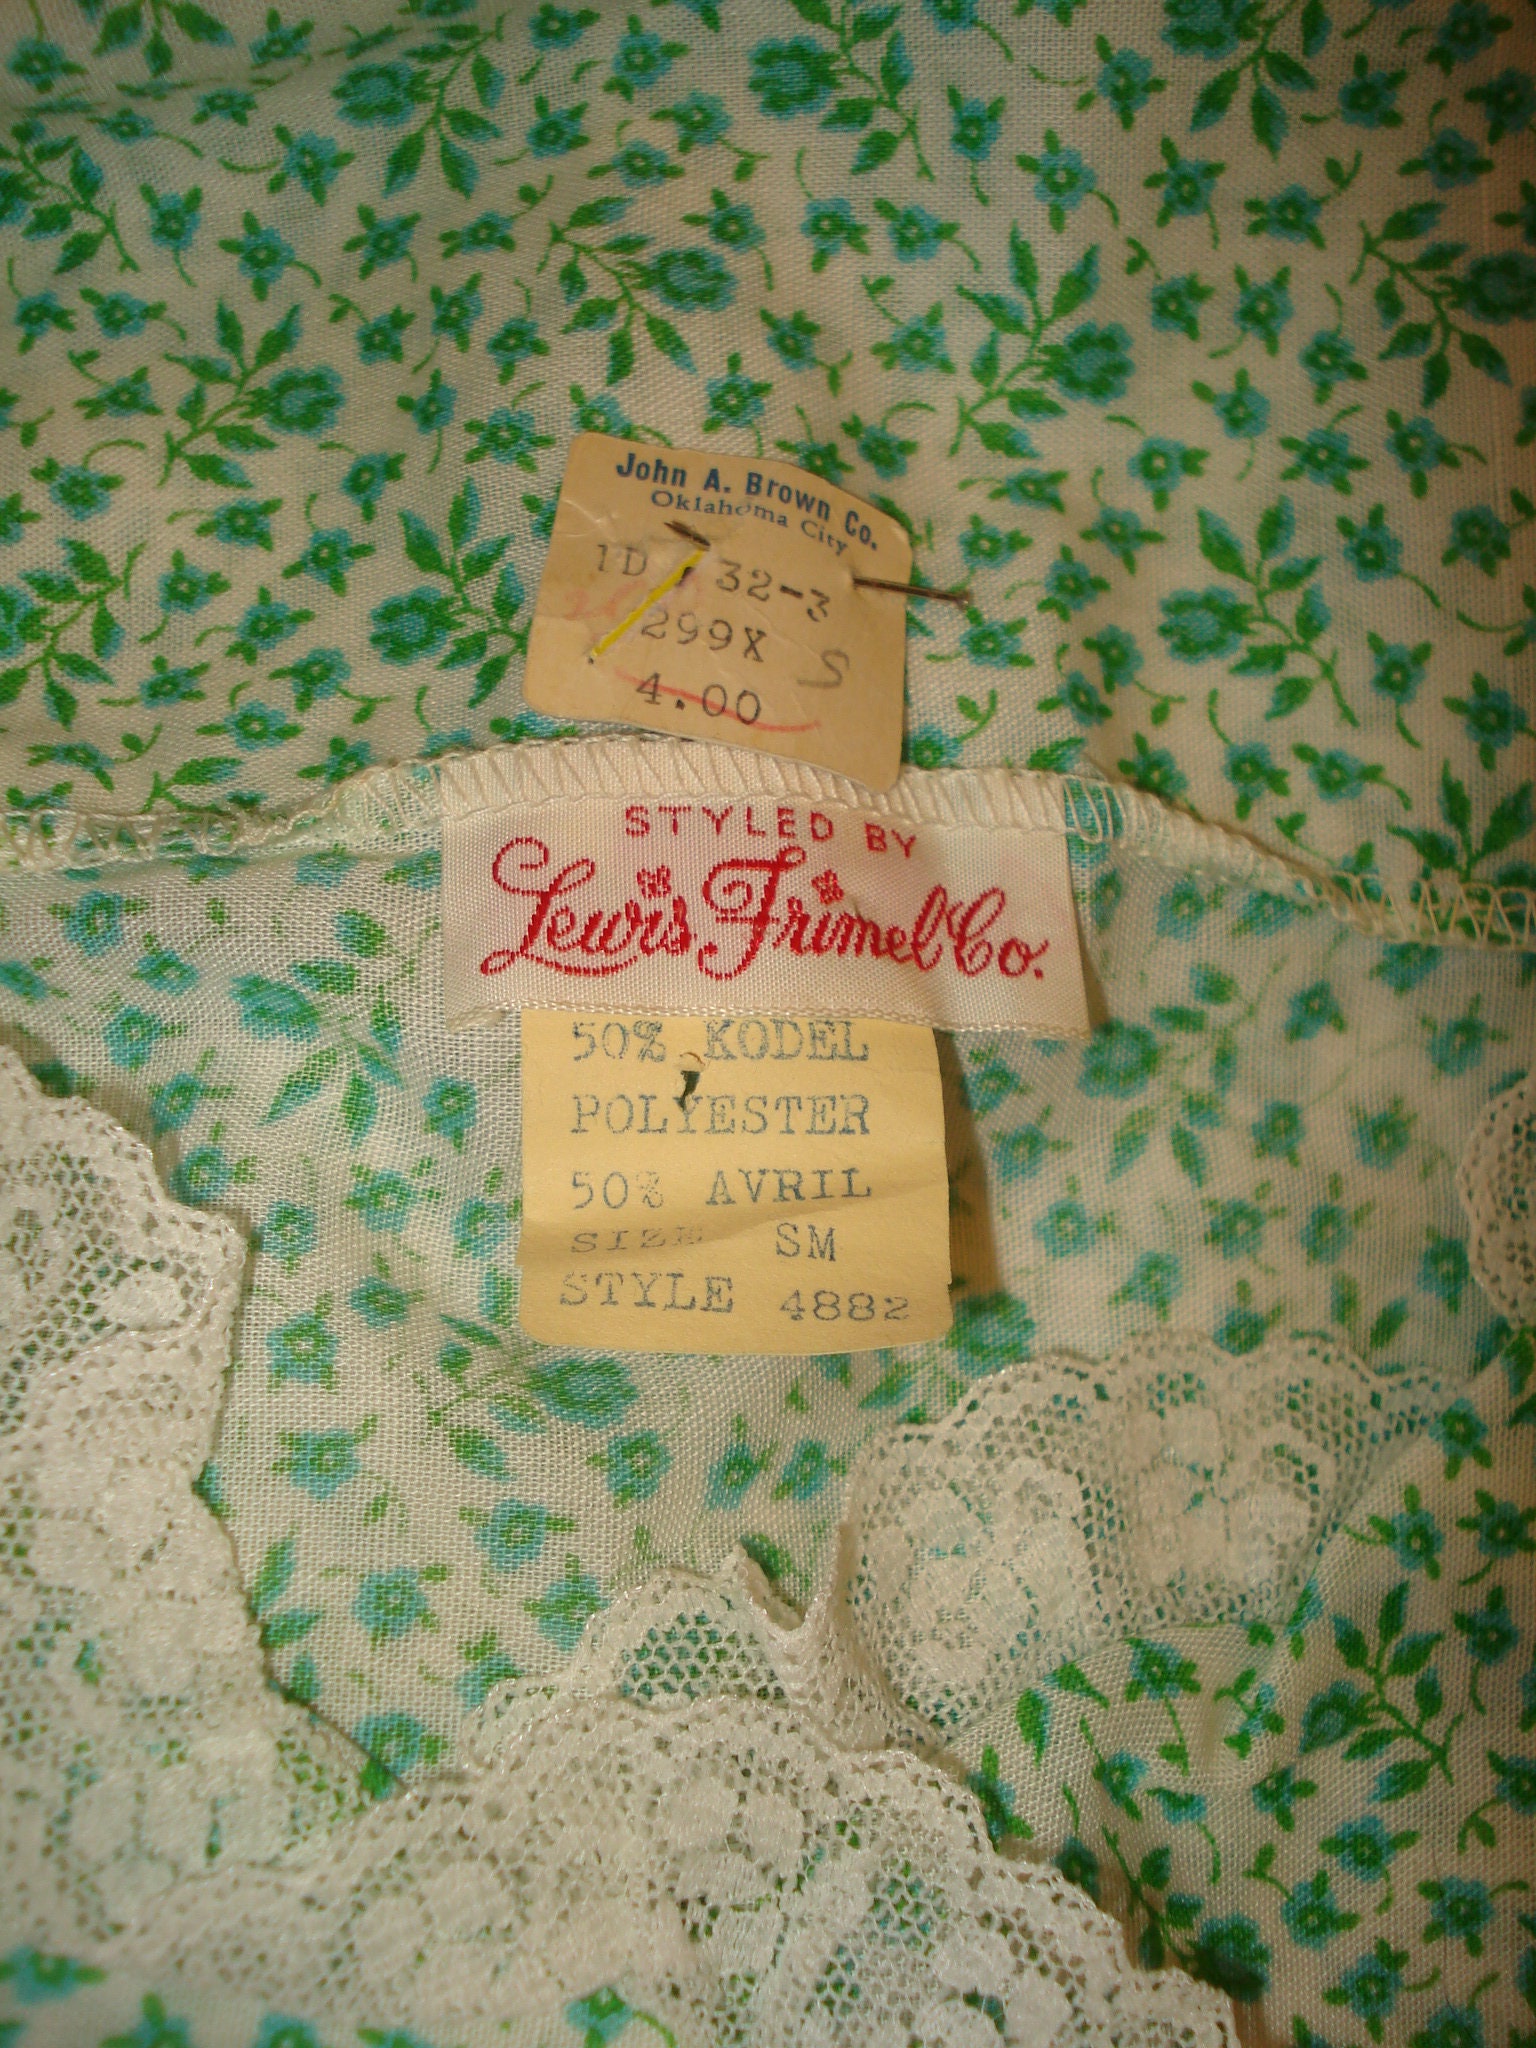 John A. Brown Co.
Oklahoma City
1D 32-3
299X S
4.00
STYLED BY
Lewis Frimel Co.
50% KODEL
POLYESTER
50% AVRIL
SIZE SM
STYLE 4882